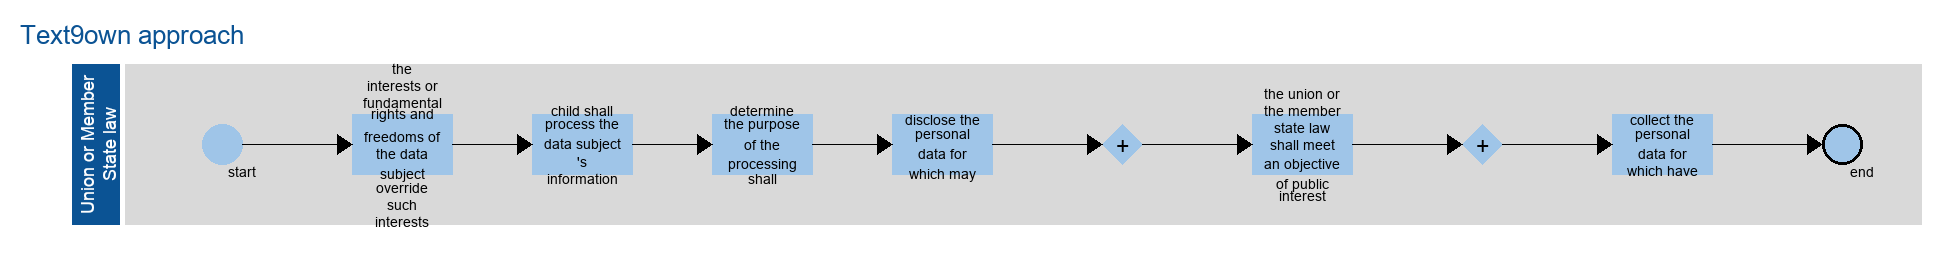 Text9own approach
Union or Member
State law
start
the
interests or
fundamental
rights and
freedoms of
the data
subject
override
such
interests
child shall
process the
data subject
's
information
determine
the purpose
of the
processing
shall
disclose the
personal
data for
which may
+
the union or
the member
state law
shall meet
an objective
of public
interest
+
collect the
personal
data for
which have
end